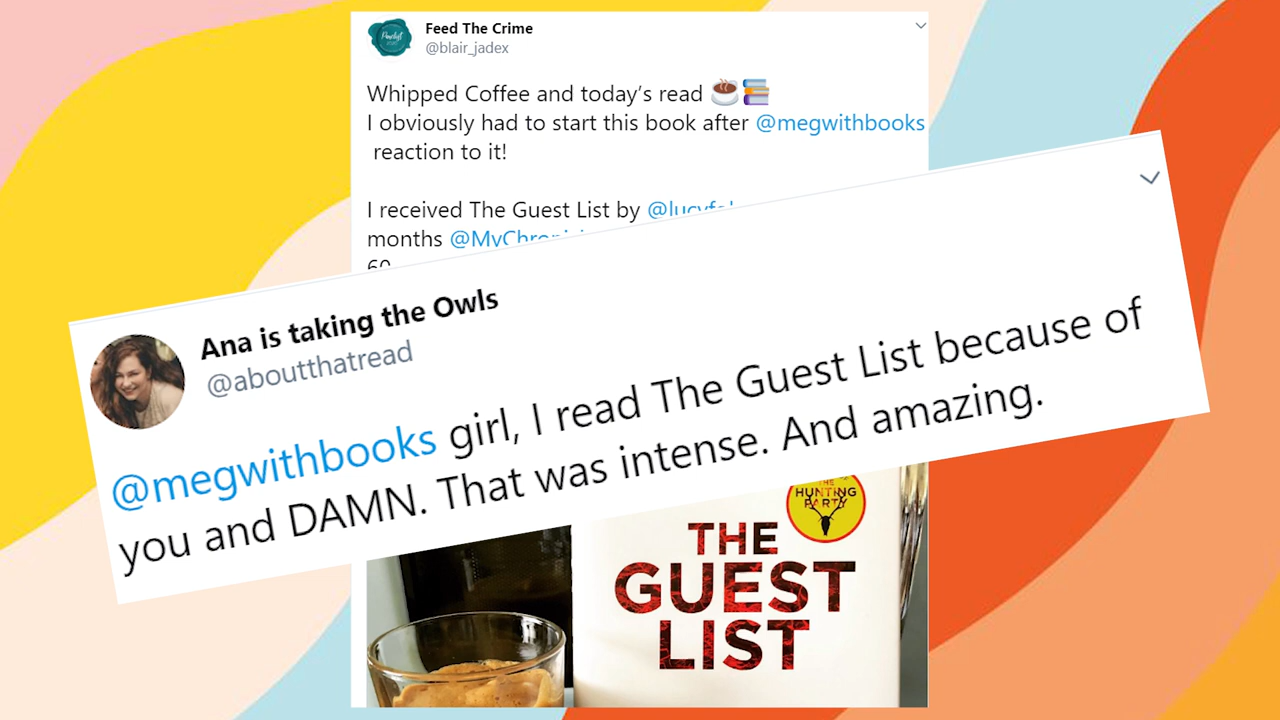 Feed The Crime
@blair_jadex
Whipped Coffee and today's read
I obviously had to start this book after @megwithbooks
reaction to it!
I received The Guest List by
months
60
Ana is taking the Owls
@aboutthatread
@megwithbooks girl, I read The Guest List because of
you and DAMN. That was intense. And amazing.
THE
HUNTING
PARTY
THE
GUEST
LIST